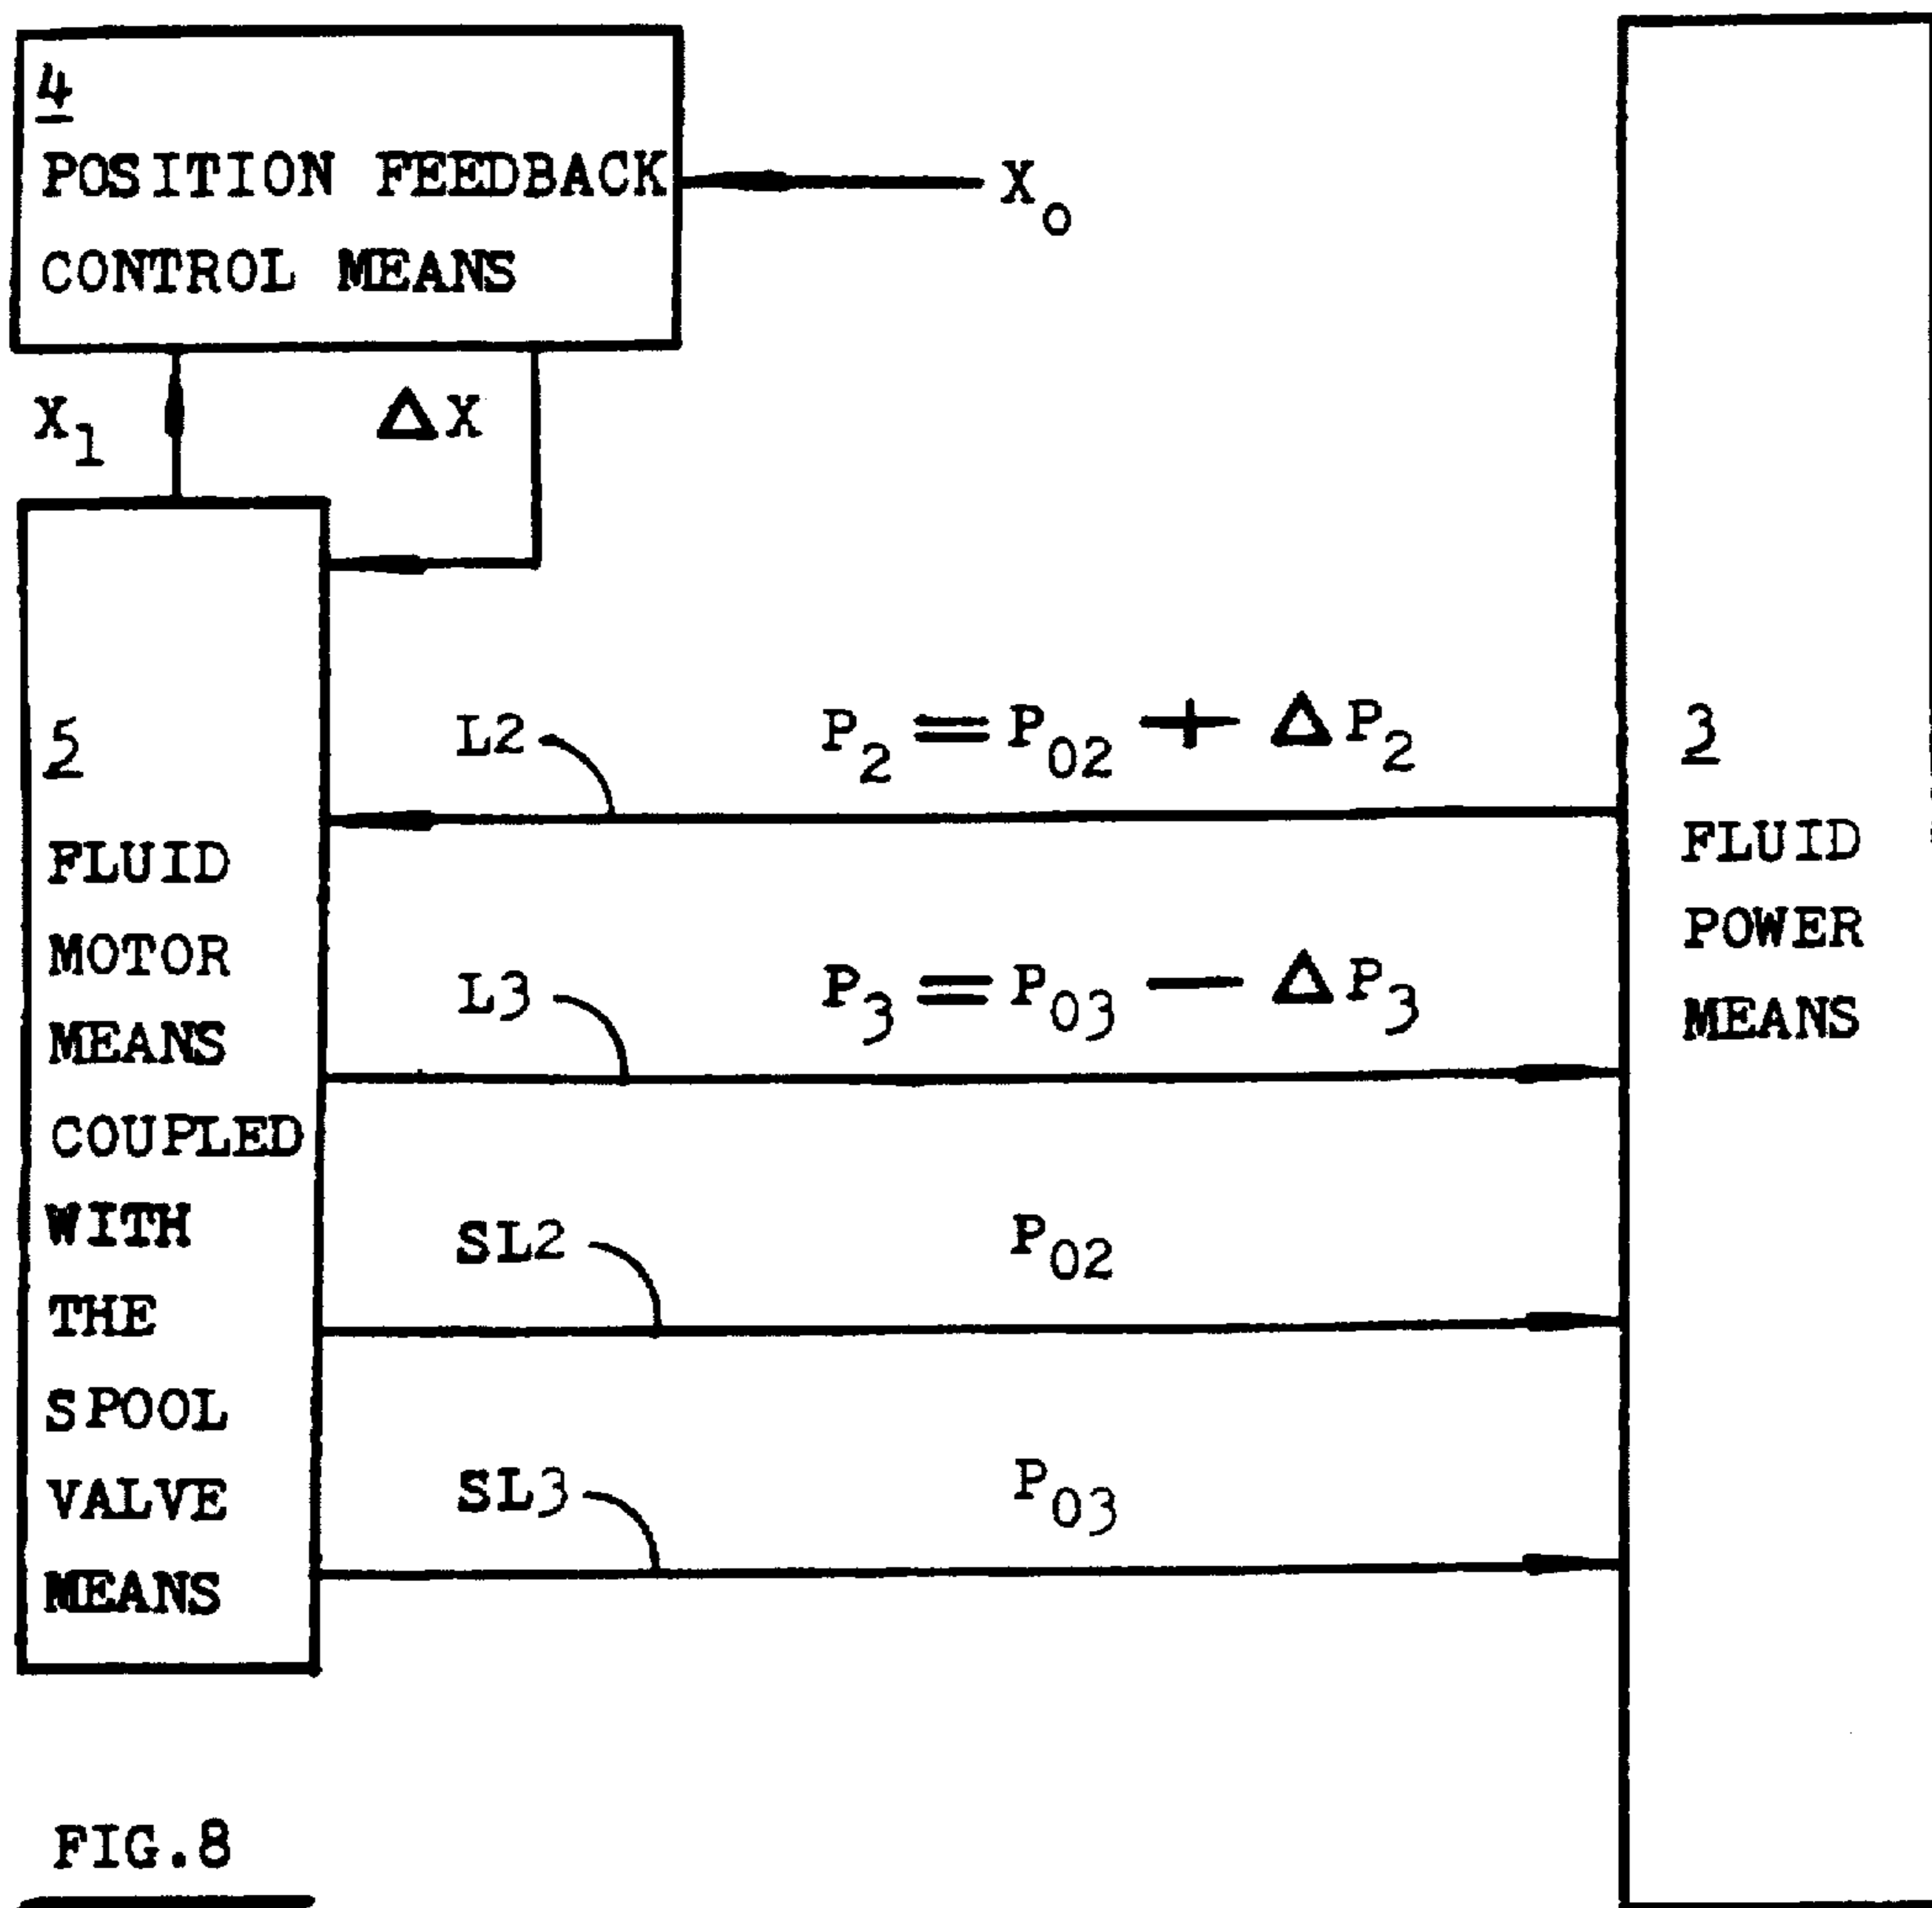 4
POSITION FEEDBACK
CONTROL MEANS
X₀
X₁
ΔX
5
FLUID
MOTOR
MEANS
COUPLED
WITH
THE
SPOOL
VALVE
MEANS
L2
P₂ = P₀₂ + ΔP₂
L3
P₃ = P₀₃ − ΔP₃
SL2
P₀₂
SL3
P₀₃
3
FLUID
POWER
MEANS
FIG.8